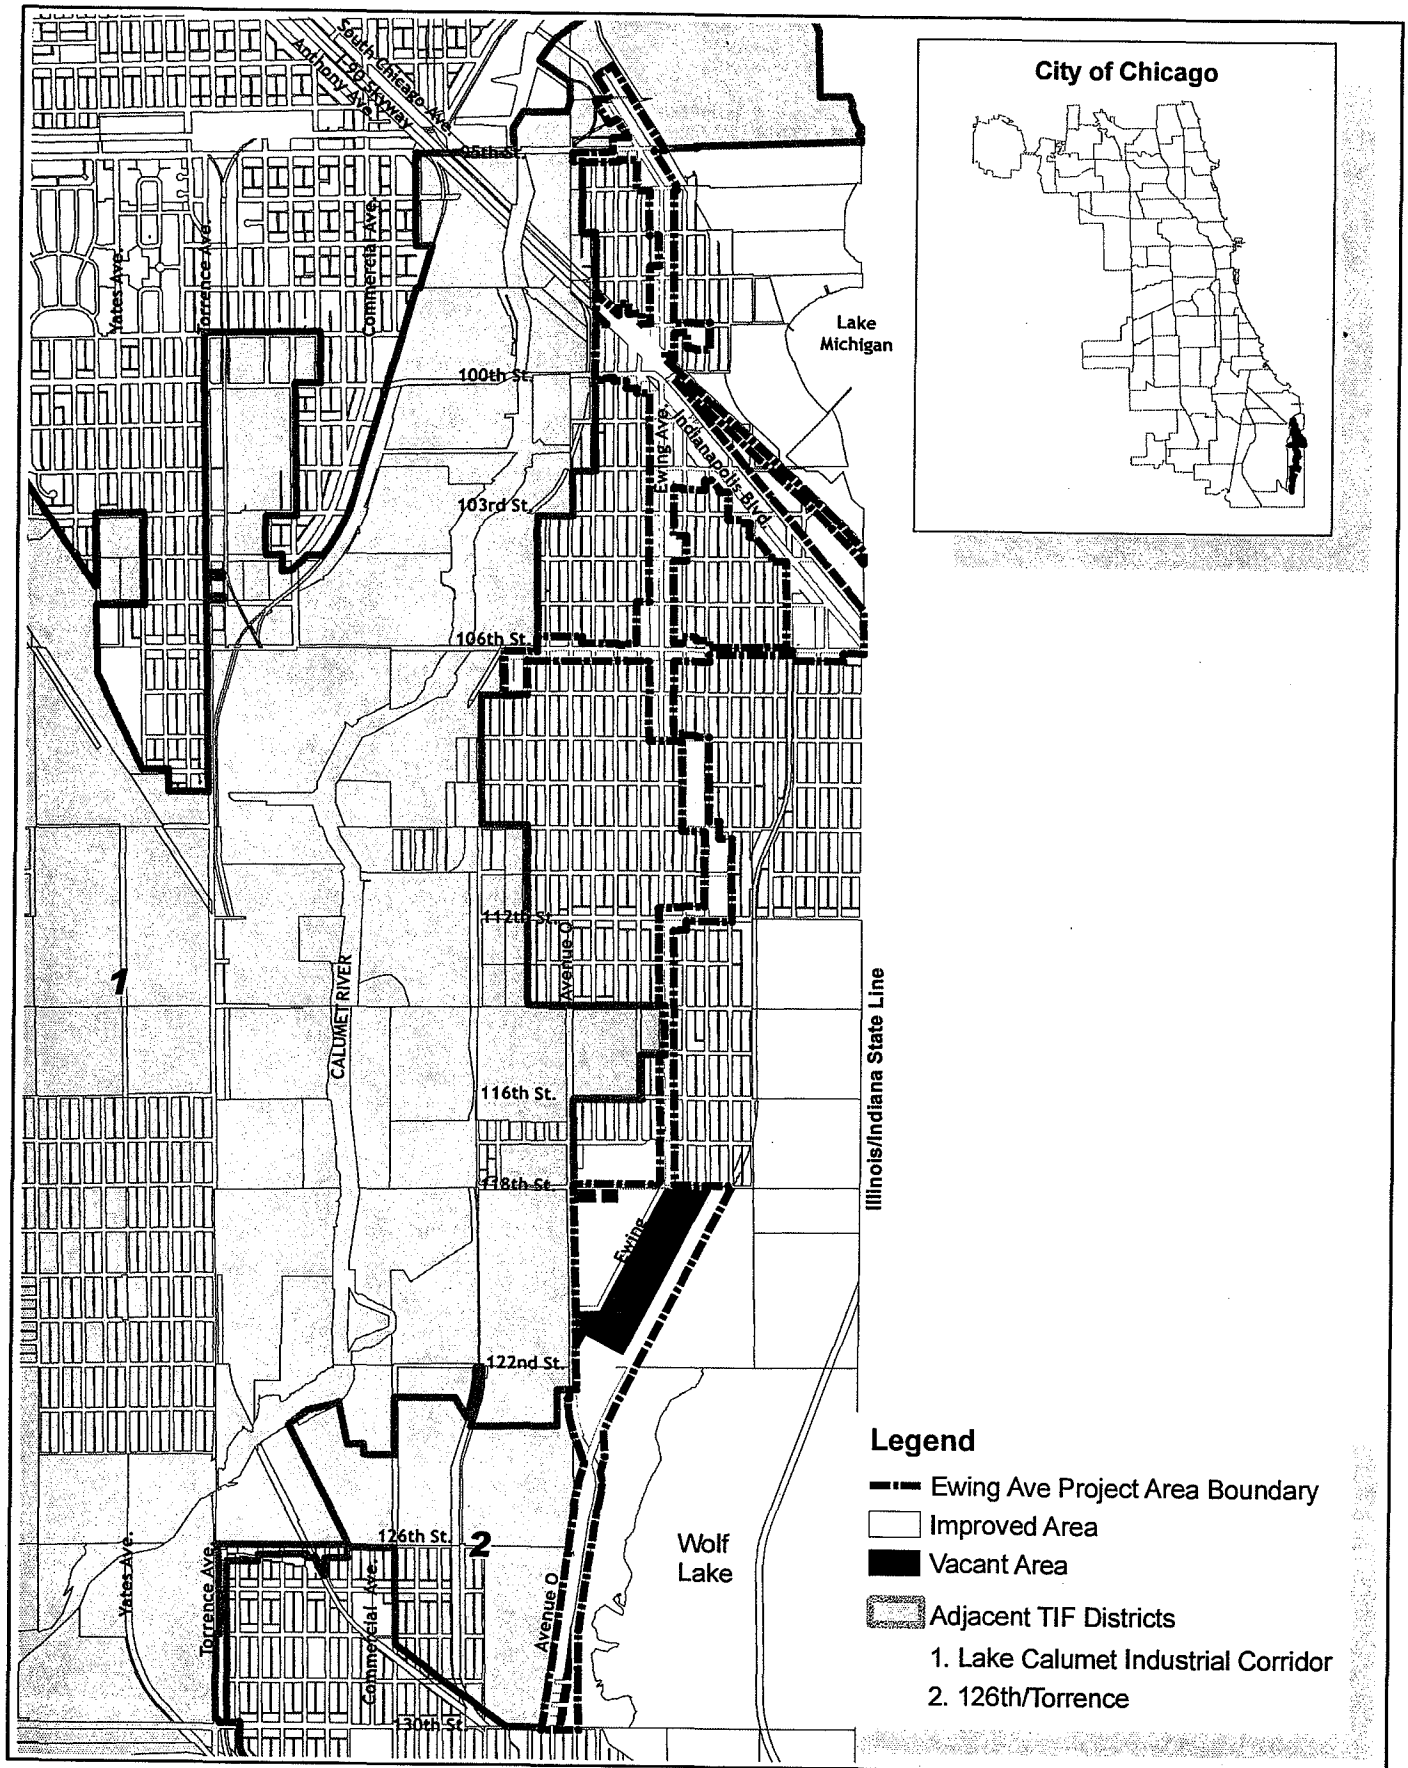 City of Chicago
South Chicago Ave.
I-90 Skyway
Anthony Ave.
95th St.
Yates Ave.
Torrence Ave.
Commercial Ave.
Lake
Michigan
100th St.
Ewing Ave.
Indianapolis Blvd.
103rd St.
106th St.
112th St.
Avenue O
1
CALUMET RIVER
Illinois/Indiana State Line
116th St.
118th St.
Ewing
122nd St.
126th St.
2
Wolf
Lake
Yates Ave.
Torrence Ave.
Commercial Ave.
Avenue O
130th St.
Legend
Ewing Ave Project Area Boundary
Improved Area
Vacant Area
Adjacent TIF Districts
1. Lake Calumet Industrial Corridor
2. 126th/Torrence